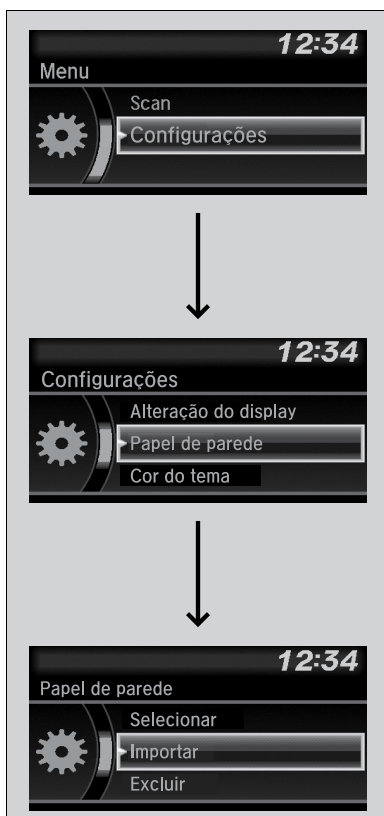 12:34
Menu
Scan
Configurações
12:34
Configurações
Alteração do display
Papel de parede
Cor do tema
12:34
Papel de parede
Selecionar
Importar
Excluir